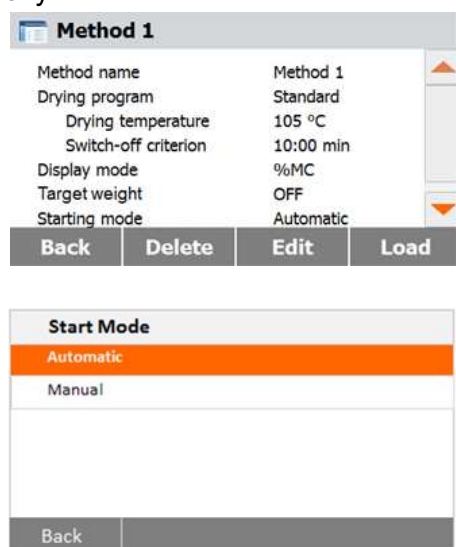 Method 1
Method name Method 1
Drying program Standard
Drying temperature 105 °C
Switch-off criterion 10:00 min
Display mode %MC
Target weight OFF
Starting mode Automatic
Back Delete Edit Load
Start Mode
Automatic
Manual
Back